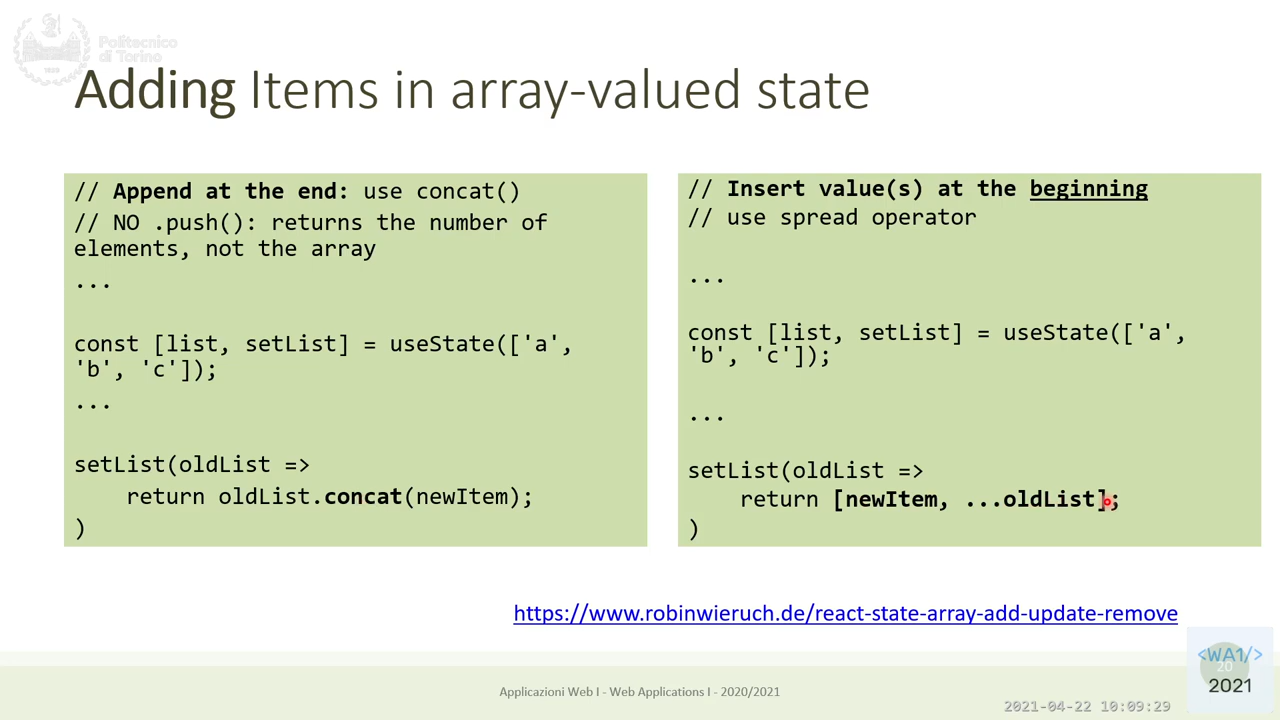 Politecnico
di Torino
Adding Items in array-valued state
// Append at the end: use concat()
// NO .push(): returns the number of
elements, not the array
...
const [list, setList] = useState(['a',
'b', 'c']);
...
setList(oldList =>
return oldList.concat(newItem);
)
// Insert value(s) at the beginning
// use spread operator
...
const [list, setList] = useState(['a',
'b', 'c']);
...
setList(oldList =>
return [newItem, ...oldList];
)
https://www.robinwieruch.de/react-state-array-add-update-remove
Applicazioni Web I - Web Applications I - 2020/2021
<WA1/>
20
2021
2021-04-22 10:09:29